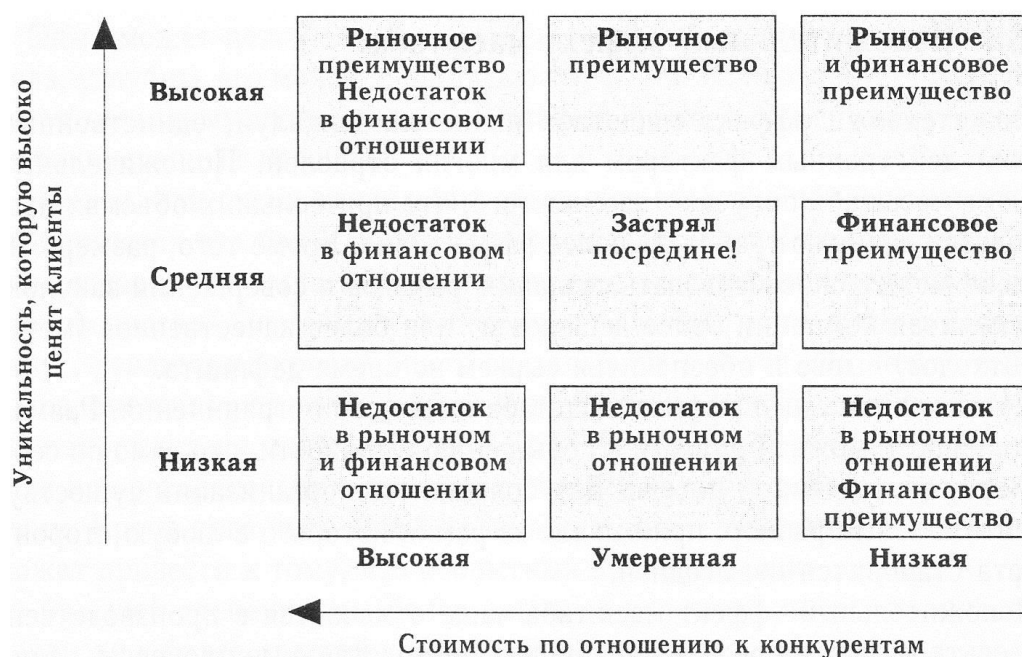 Уникальность, которую высоко
ценят клиенты
Высокая
Рыночное
преимущество
Недостаток
в финансовом
отношении
Рыночное
преимущество
Рыночное
и финансовое
преимущество
Средняя
Недостаток
в финансовом
отношении
Застрял
посредине!
Финансовое
преимущество
Низкая
Недостаток
в рыночном
и финансовом
отношении
Недостаток
в рыночном
отношении
Недостаток
в рыночном
отношении
Финансовое
преимущество
Высокая
Умеренная
Низкая
Стоимость по отношению к конкурентам